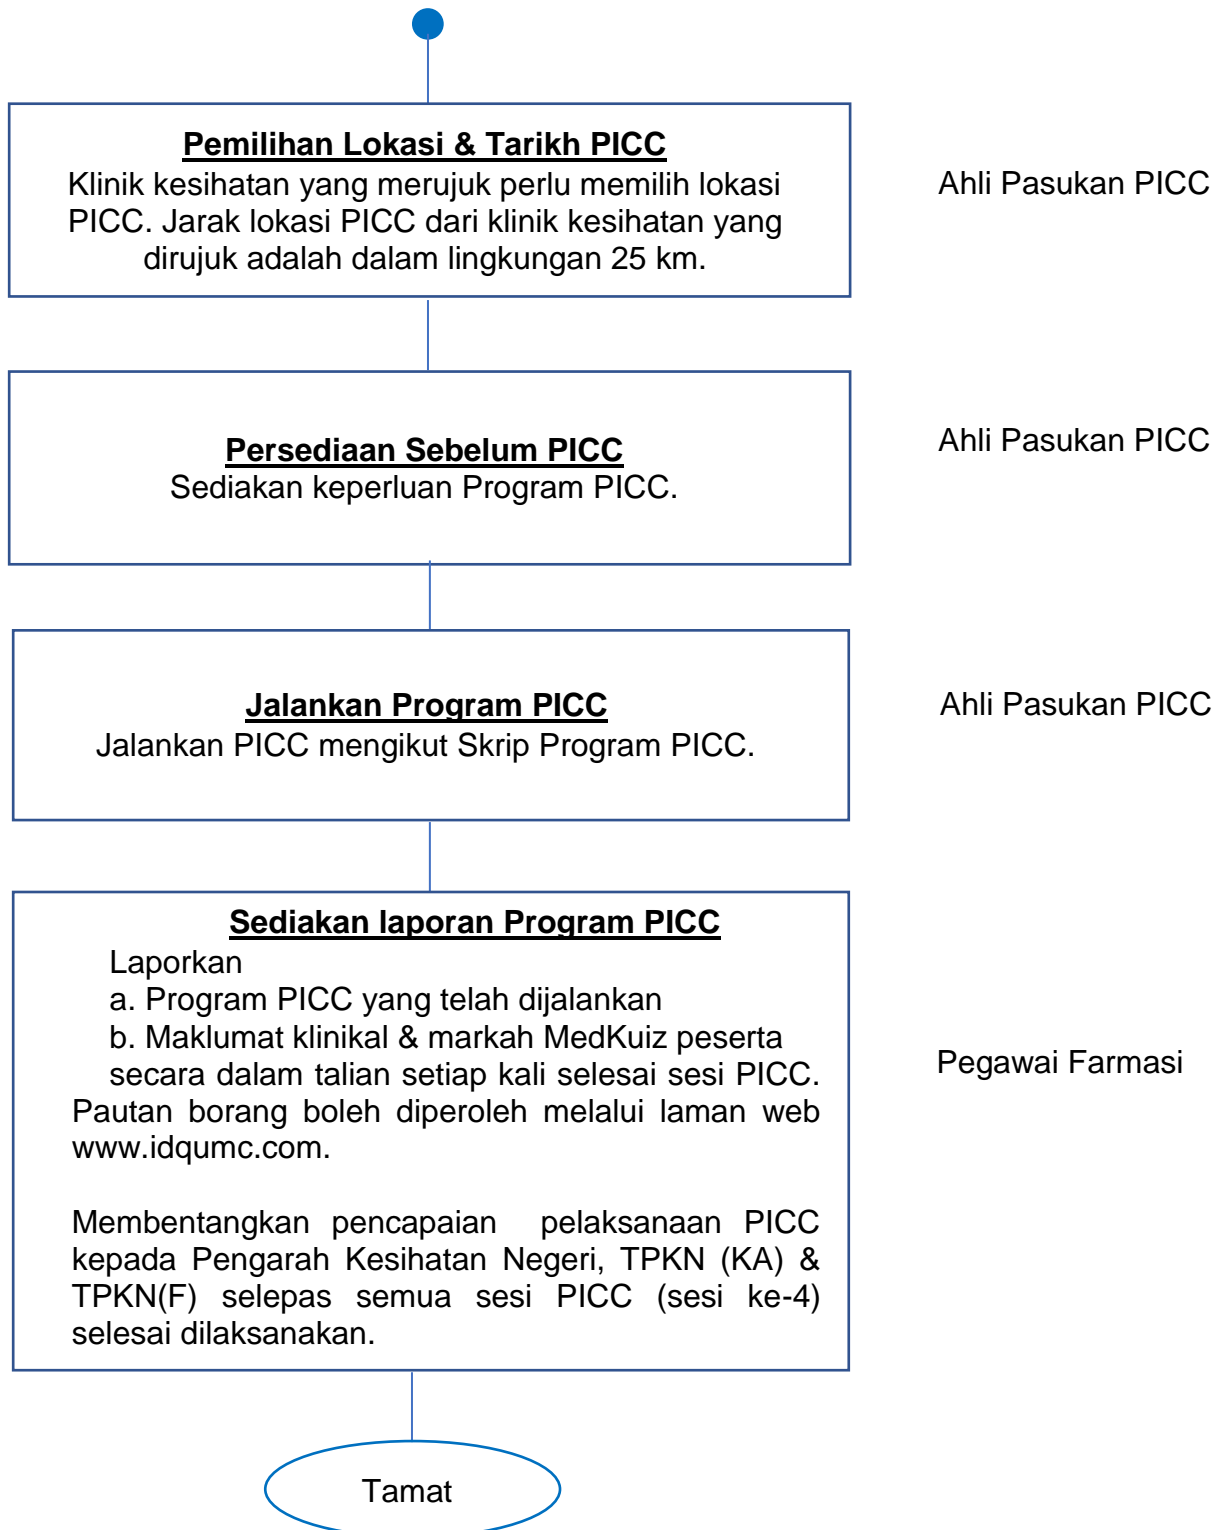 Pemilihan Lokasi & Tarikh PICC
Klinik kesihatan yang merujuk perlu memilih lokasi
PICC. Jarak lokasi PICC dari klinik kesihatan yang
dirujuk adalah dalam lingkungan 25 km.
Ahli Pasukan PICC
Persediaan Sebelum PICC
Sediakan keperluan Program PICC.
Ahli Pasukan PICC
Jalankan Program PICC
Jalankan PICC mengikut Skrip Program PICC.
Ahli Pasukan PICC
Sediakan laporan Program PICC
Laporkan
a. Program PICC yang telah dijalankan
b. Maklumat klinikal & markah MedKuiz peserta
secara dalam talian setiap kali selesai sesi PICC.
Pautan borang boleh diperoleh melalui laman web
www.idqumc.com.
Membentangkan pencapaian pelaksanaan PICC
kepada Pengarah Kesihatan Negeri, TPKN (KA) &
TPKN(F) selepas semua sesi PICC (sesi ke-4)
selesai dilaksanakan.
Pegawai Farmasi
Tamat